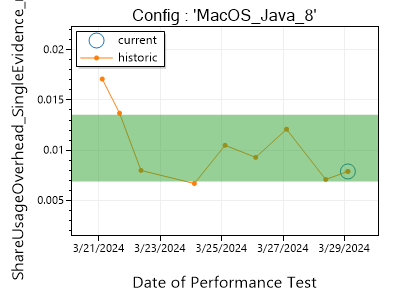 Config : 'MacOS_Java_8'
current
historic
0.02
0.015
0.01
0.005
ShareUsageOverhead_SingleEvidence_
3/21/2024 3/23/2024 3/25/2024 3/27/2024 3/29/2024
Date of Performance Test